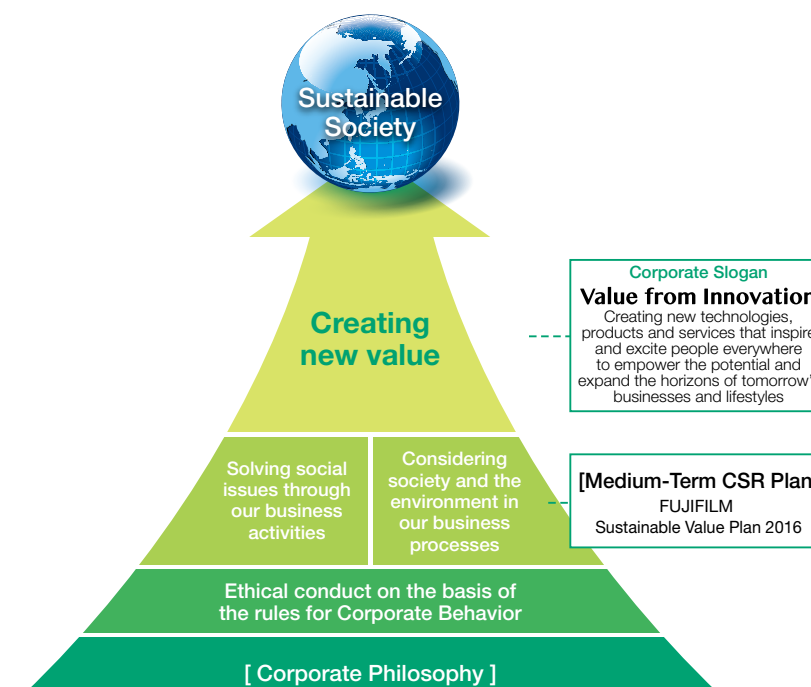 Sustainable
Society
Creating
new value
Corporate Slogan
Value from Innovation
Creating new technologies,
products and services that inspire
and excite people everywhere
to empower the potential and
expand the horizons of tomorrow'
businesses and lifestyles
Solving social
issues through
our business
activities
Considering
society and the
environment in
our business
processes
[Medium-Term CSR Plan
FUJIFILM
Sustainable Value Plan 2016
Ethical conduct on the basis of
the rules for Corporate Behavior
[ Corporate Philosophy ]